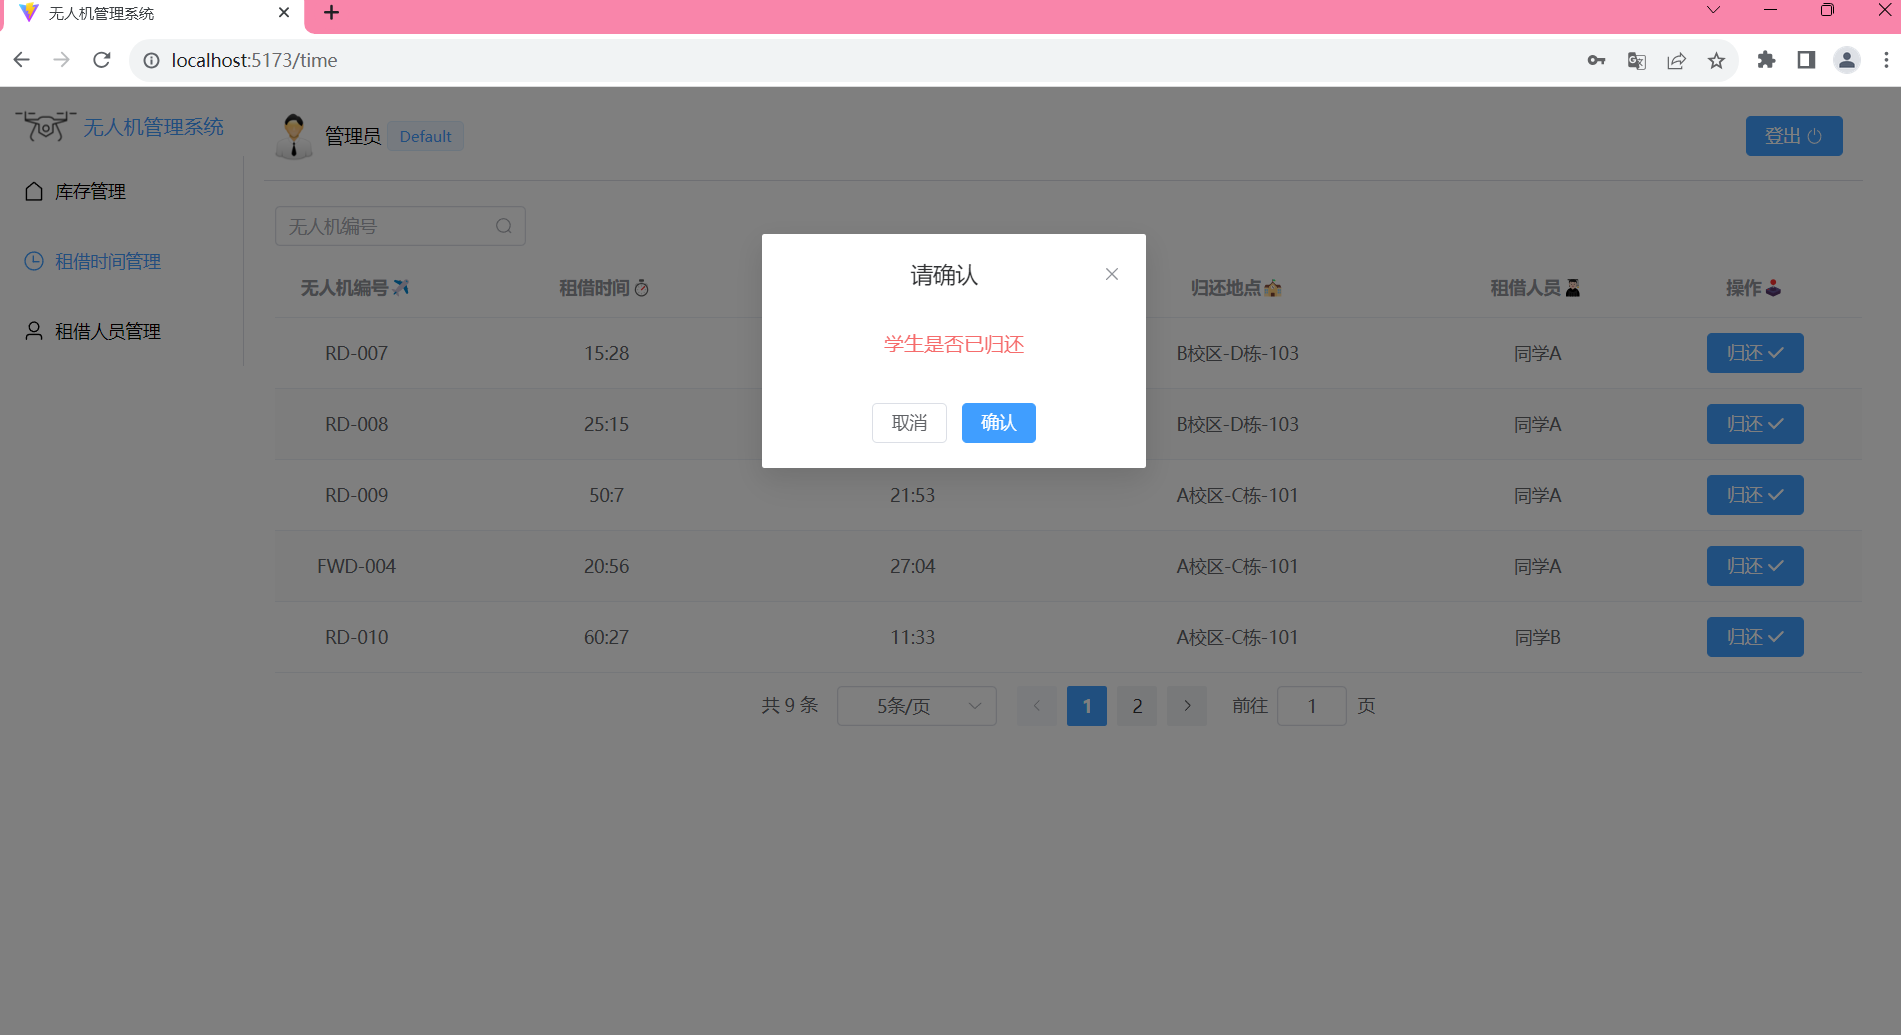 无人机管理系统
localhost:5173/time
无人机管理系统
管理员 Default
登出
库存管理
租借时间管理
租借人员管理
无人机编号
无人机编号 租借时间 归还地点 租借人员 操作
RD-007 15:28 B校区-D栋-103 同学A 归还
RD-008 25:15 B校区-D栋-103 同学A 归还
RD-009 50:7 21:53 A校区-C栋-101 同学A 归还
FWD-004 20:56 27:04 A校区-C栋-101 同学A 归还
RD-010 60:27 11:33 A校区-C栋-101 同学B 归还
共 9 条 5条/页 1 2 前往 1 页
请确认
学生是否已归还
取消 确认